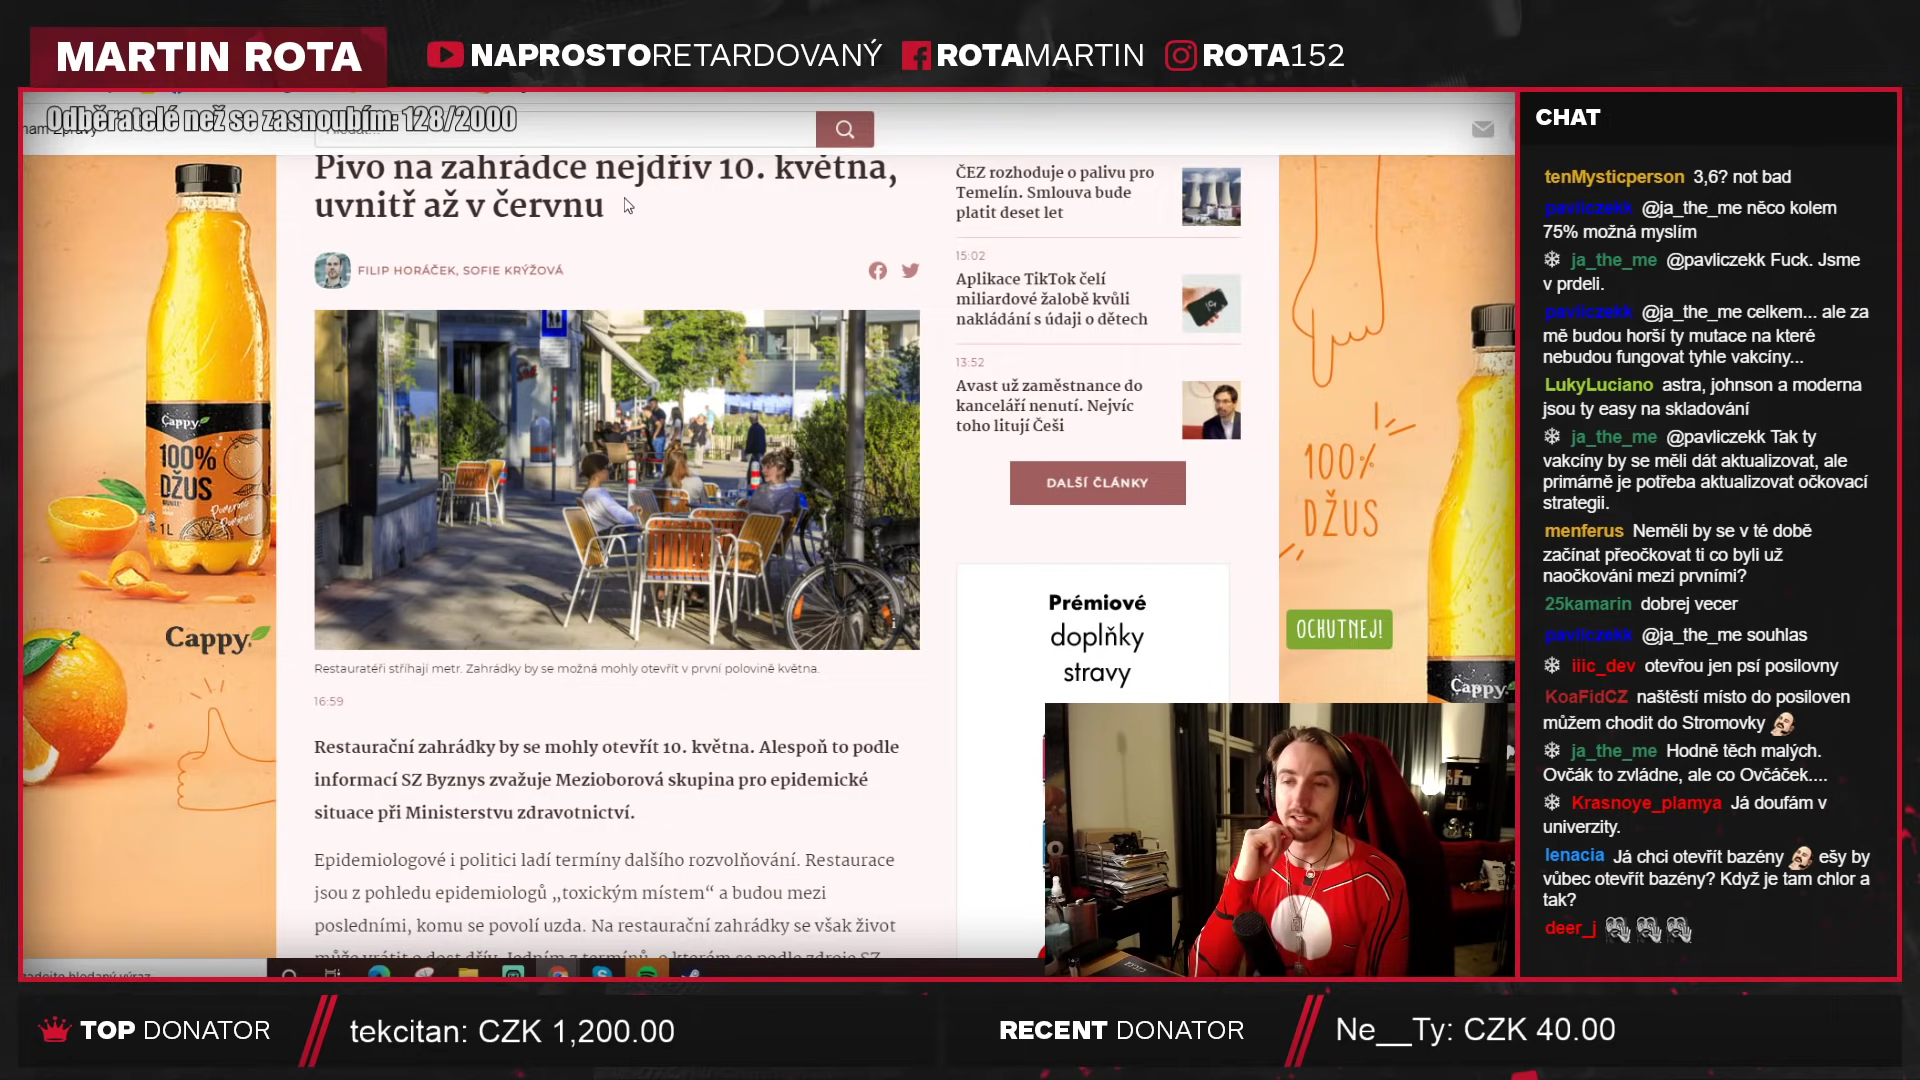 MARTIN ROTA
NAPROSTORETARDOVANÝ
ROTAMARTIN
ROTA152
Odběratelé než se zasnoubím: 128/2000
Pivo na zahrádce nejdřív 10. května,
uvnitř až v červnu
FILIP HORÁČEK, SOFIE KRÝŽOVÁ
Restauratéři stříhají metr. Zahrádky by se možná mohly otevřít v první polovině května.
16:59
Restaurační zahrádky by se mohly otevřít 10. května. Alespoň to podle
informací SZ Byznys zvažuje Mezioborová skupina pro epidemické
situace při Ministerstvu zdravotnictví.
Epidemiologové i politici ladí termíny dalšího rozvolňování. Restaurace
jsou z pohledu epidemiologů „toxickým místem“ a budou mezi
posledními, komu se povolí uzda. Na restaurační zahrádky se však život
ČEZ rozhoduje o palivu pro
Temelín. Smlouva bude
platit deset let
15:02
Aplikace TikTok čelí
miliardové žalobě kvůli
nakládání s údaji o dětech
13:52
Avast už zaměstnance do
kanceláří nenutí. Nejvíc
toho litují Češi
DALŠÍ ČLÁNKY
Prémiové
doplňky
stravy
Cappy
100%
DŽUS
1L
Cappy
100%
DŽUS
OCHUTNEJ!
Cappy
CHAT
tenMysticperson 3,6? not bad
pavliczekk @ja_the_me něco kolem
75% možná myslím
ja_the_me @pavliczekk Fuck. Jsme
v prdeli.
pavliczekk @ja_the_me celkem... ale za
mě budou horší ty mutace na které
nebudou fungovat tyhle vakcíny...
LukyLuciano astra, johnson a moderna
jsou ty easy na skladování
ja_the_me @pavliczekk Tak ty
vakcíny by se měli dát aktualizovat, ale
primárně je potřeba aktualizovat očkovací
strategii.
menferus Neměli by se v té době
začínat přeočkovat ti co byli už
naočkováni mezi prvními?
25kamarin dobrej vecer
pavliczekk @ja_the_me souhlas
iiic_dev otevřou jen psí posilovny
KoaFidCZ naštěstí místo do posiloven
můžem chodit do Stromovky
ja_the_me Hodně těch malých.
Ovčák to zvládne, ale co Ovčáček....
Krasnoye_plamya Já doufám v
univerzity.
lenacia Já chci otevřít bazény ešy by
vůbec otevřít bazény? Když je tam chlor a
tak?
deer_j
TOP DONATOR
tekcitan: CZK 1,200.00
RECENT DONATOR
Ne__Ty: CZK 40.00